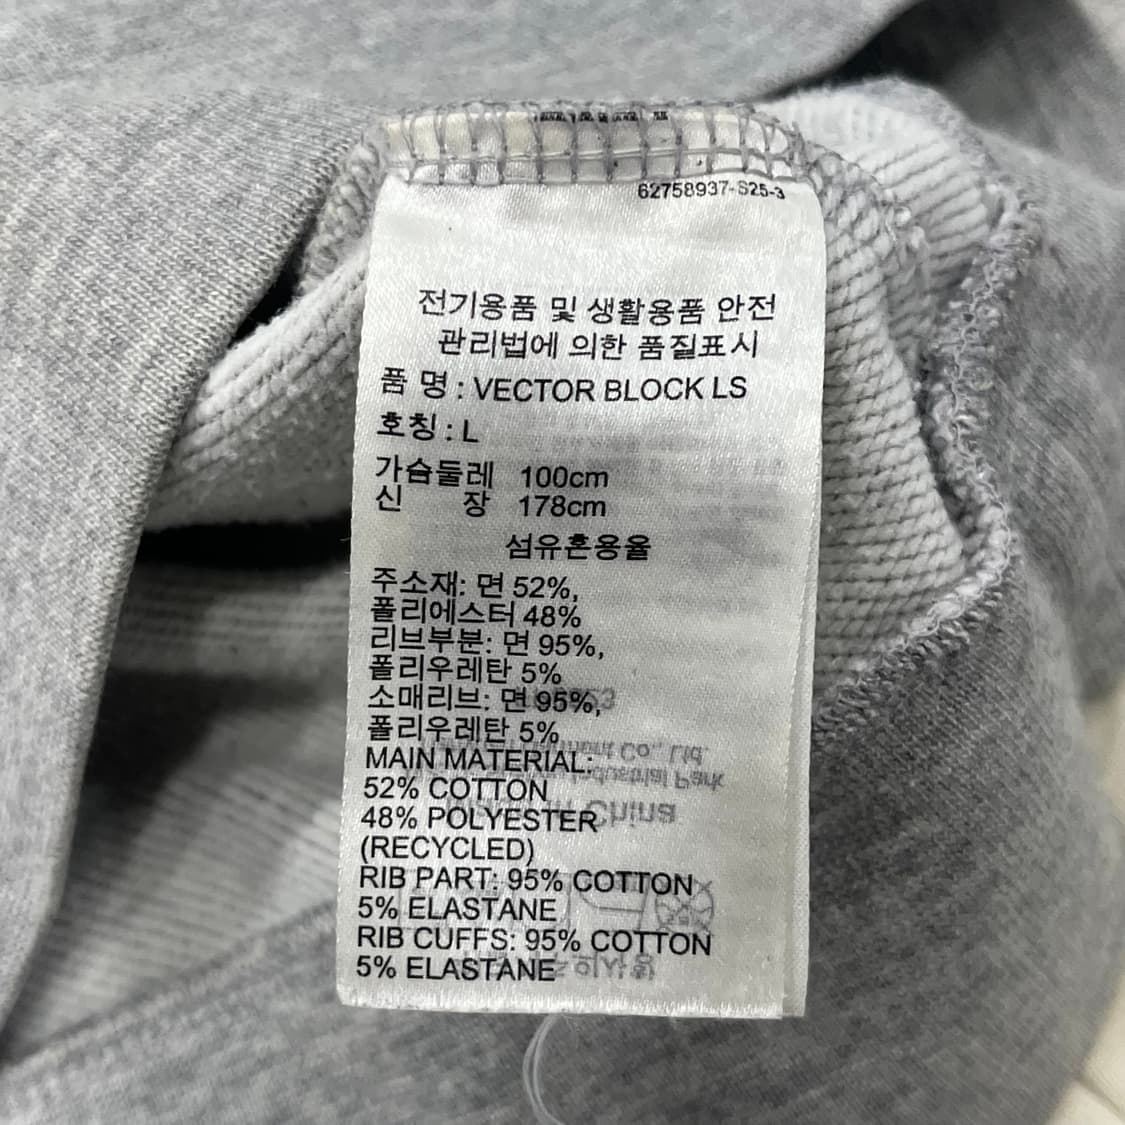 62758937-S25-3
전기용품 및 생활용품 안전
관리법에 의한 품질표시
품 명 : VECTOR BLOCK LS
호칭 : L
가슴둘레 100cm
신 장 178cm
섬유혼용율
주소재: 면 52%,
폴리에스터 48%
리브부분: 면 95%,
폴리우레탄 5%
소매리브: 면 95%,
폴리우레탄 5%
MAIN MATERIAL:
52% COTTON
48% POLYESTER
(RECYCLED)
RIB PART: 95% COTTON
5% ELASTANE
RIB CUFFS: 95% COTTON
5% ELASTANE